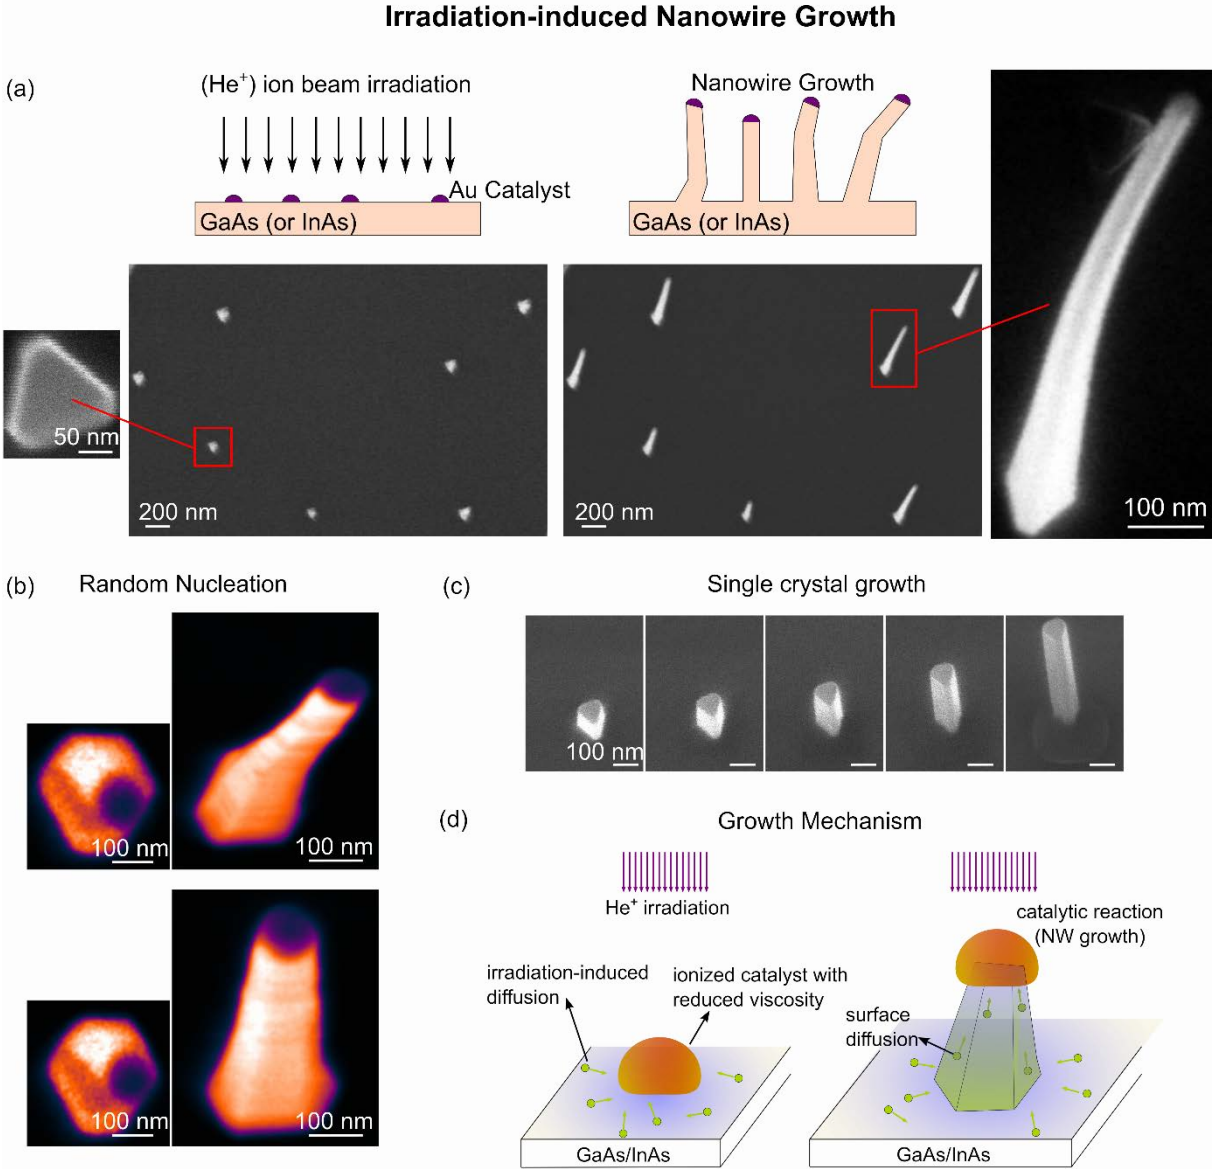 Irradiation-induced Nanowire Growth
(a)
(He⁺) ion beam irradiation
Au Catalyst
GaAs (or InAs)
Nanowire Growth
GaAs (or InAs)
50 nm
200 nm
200 nm
100 nm
(b)
Random Nucleation
100 nm
100 nm
100 nm
100 nm
(c)
Single crystal growth
100 nm
(d)
Growth Mechanism
He⁺ irradiation
irradiation-induced
diffusion
ionized catalyst with
reduced viscosity
GaAs/InAs
catalytic reaction
(NW growth)
surface
diffusion
GaAs/InAs